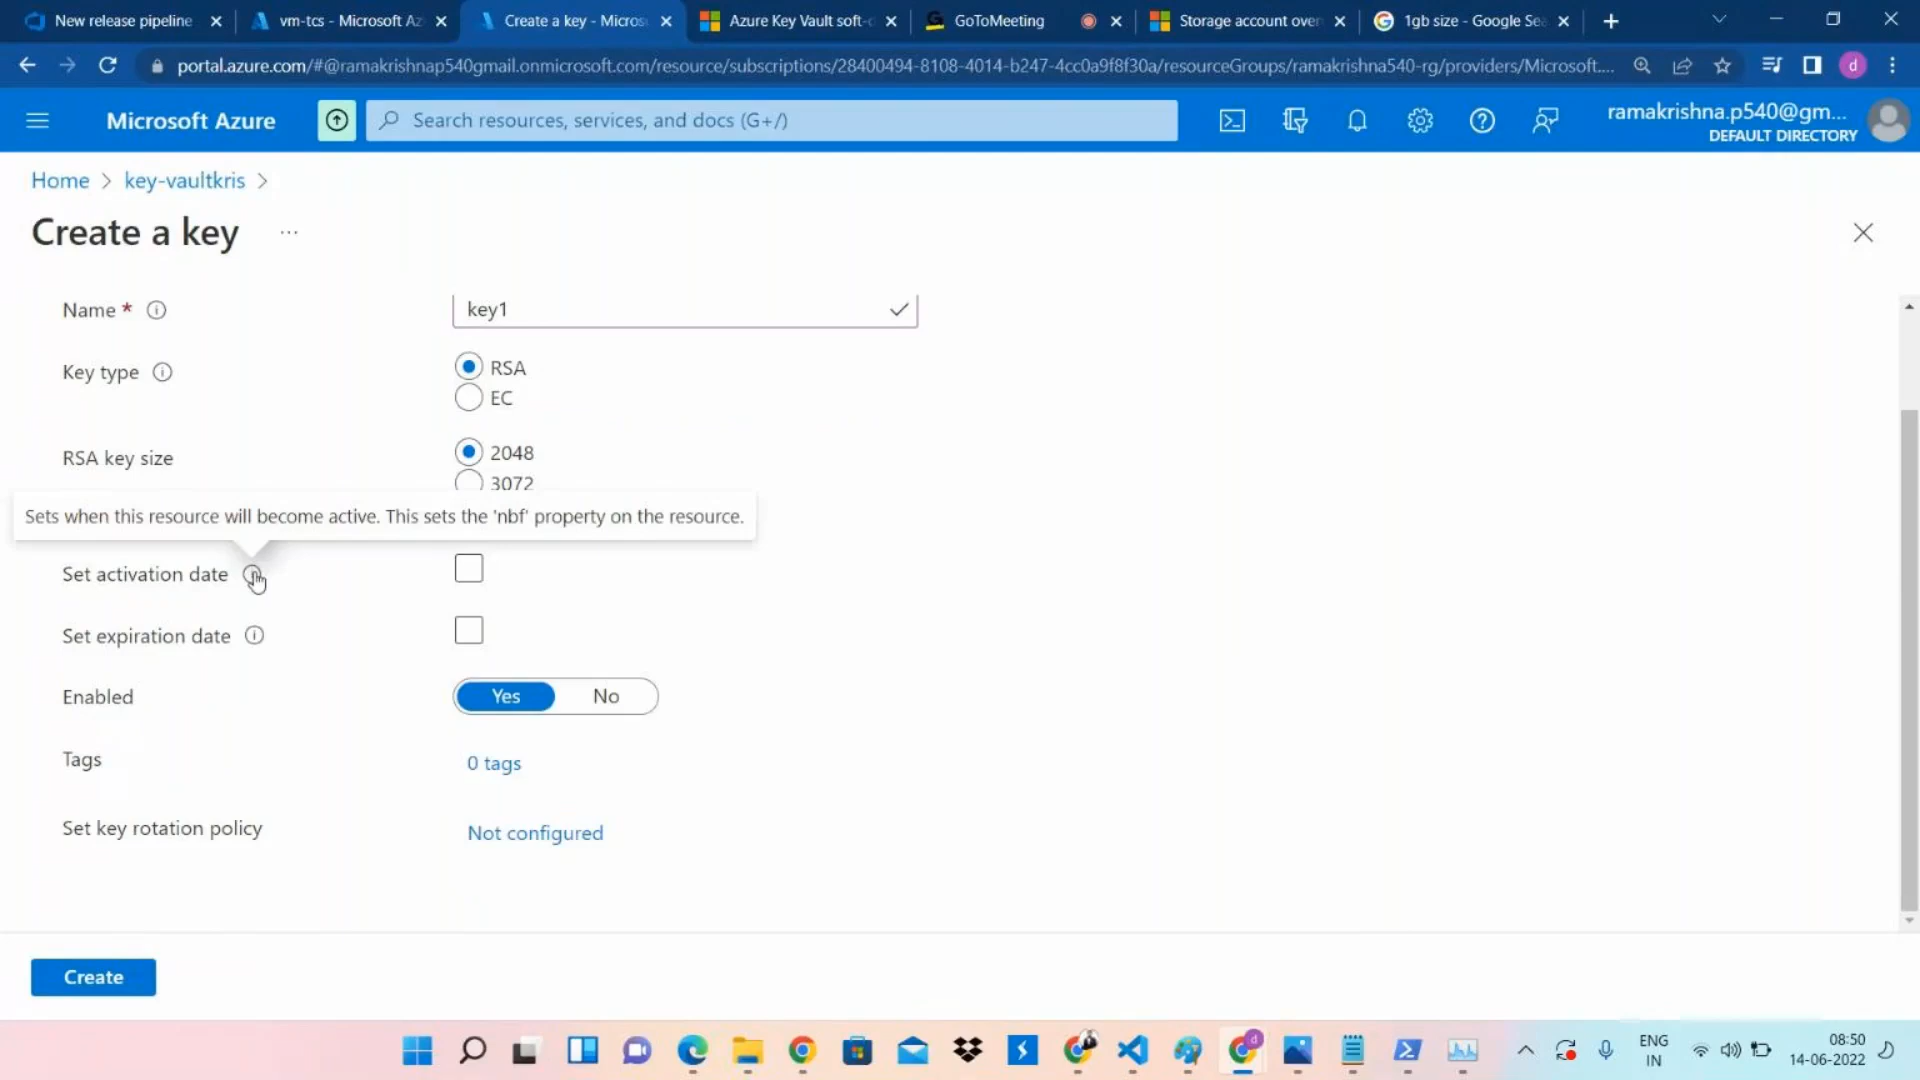 New release pipeline
vm-tcs - Microsoft Az
Create a key - Micros
Azure Key Vault soft-
GoToMeeting
Storage account over
1gb size - Google Sea
portal.azure.com/#@ramakrishnap540gmail.onmicrosoft.com/resource/subscriptions/28400494-8108-4014-b247-4cc0a9f8f30a/resourceGroups/ramakrishna540-rg/providers/Microsoft....
d
Microsoft Azure
Search resources, services, and docs (G+/)
ramakrishna.p540@gm...
DEFAULT DIRECTORY
Home > key-vaultkris >
Create a key ...
Name *
key1
Key type
RSA
EC
RSA key size
2048
3072
Sets when this resource will become active. This sets the 'nbf' property on the resource.
Set activation date
Set expiration date
Enabled
Yes
No
Tags
0 tags
Set key rotation policy
Not configured
Create
ENG
IN
08:50
14-06-2022